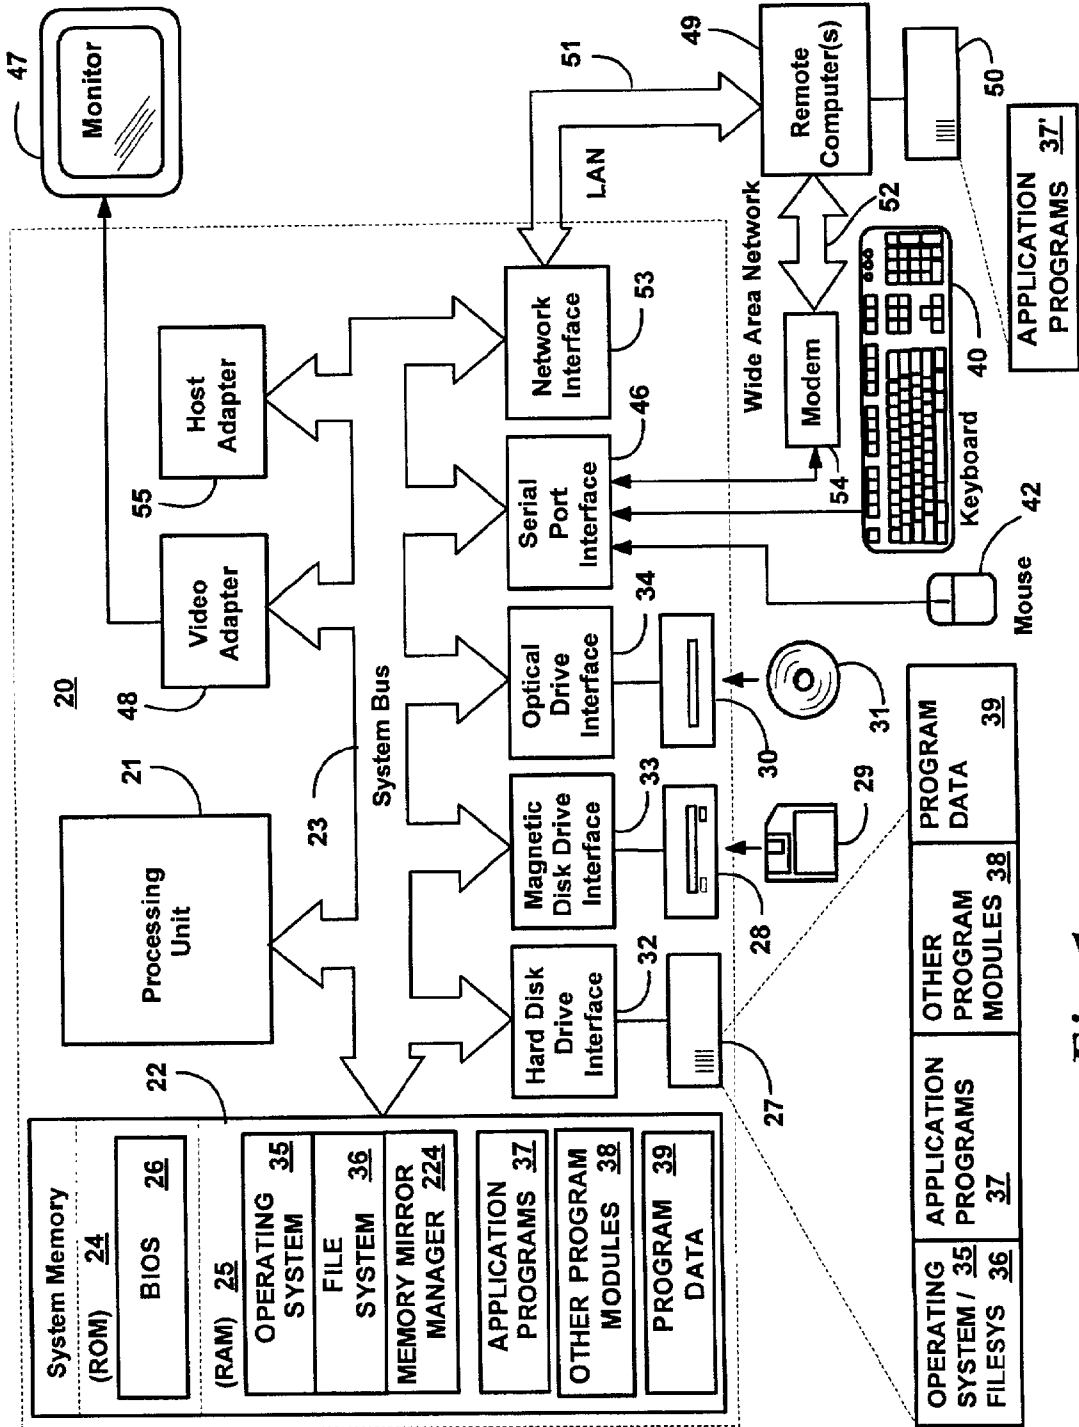 System Memory
(ROM) 24
BIOS 26
(RAM) 25
OPERATING
SYSTEM 35
FILE
SYSTEM 36
MEMORY MIRROR
MANAGER 224
APPLICATION
PROGRAMS 37
OTHER PROGRAM
MODULES 38
PROGRAM
DATA 39
22
Processing
Unit
21
20
23
System Bus
Video
Adapter
48
Host
Adapter
55
Monitor
47
Hard Disk
Drive
Interface
32
Magnetic
Disk Drive
Interface
33
Optical
Drive
Interface
34
Serial
Port
Interface
46
Network
Interface
53
27
28
29
30
31
LAN
51
Wide Area Network
52
Modem
54
Remote
Computer(s)
49
50
Keyboard
40
Mouse
42
APPLICATION
PROGRAMS 37'
OPERATING
SYSTEM / 35
FILESYS 36
APPLICATION
PROGRAMS
37
OTHER
PROGRAM
MODULES 38
PROGRAM
DATA
39